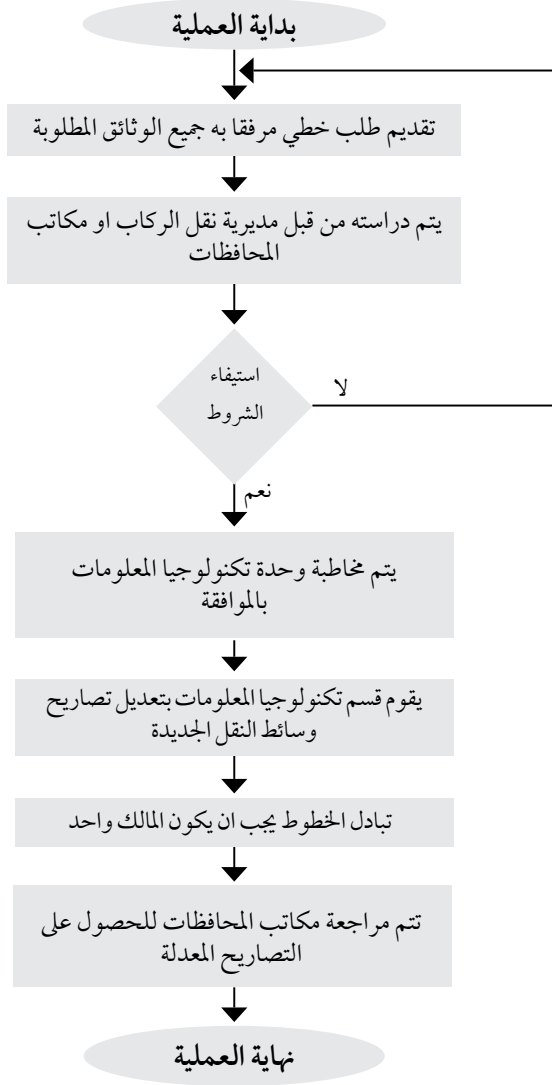 بداية العملية
تقديم طلب خطي مرفقا به جميع الوثائق المطلوبة
يتم دراسته من قبل مديرية نقل الركاب او مكاتب
المحافظات
استيفاء
الشروط
لا
نعم
يتم مخاطبة وحدة تكنولوجيا المعلومات
بالموافقة
يقوم قسم تكنولوجيا المعلومات بتعديل تصاريح
وسائط النقل الجديدة
تبادل الخطوط يجب ان يكون المالك واحد
تتم مراجعة مكاتب المحافظات للحصول على
التصاريح المعدلة
نهاية العملية